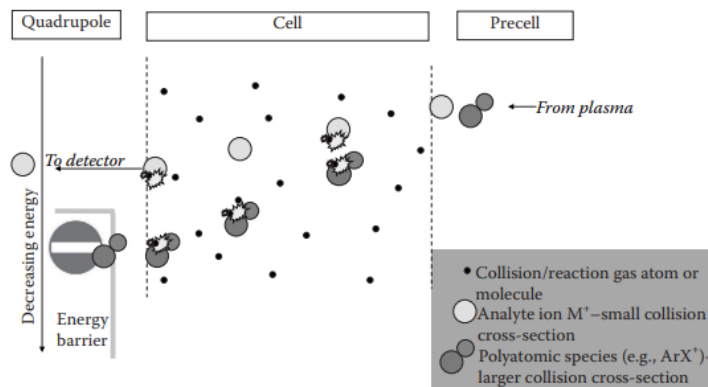 Quadrupole
Cell
Precell
From plasma
To detector
Decreasing energy
Energy
barrier
Collision/reaction gas atom or
molecule
Analyte ion M⁺–small collision
cross-section
Polyatomic species (e.g., ArX⁺)–
larger collision cross-section